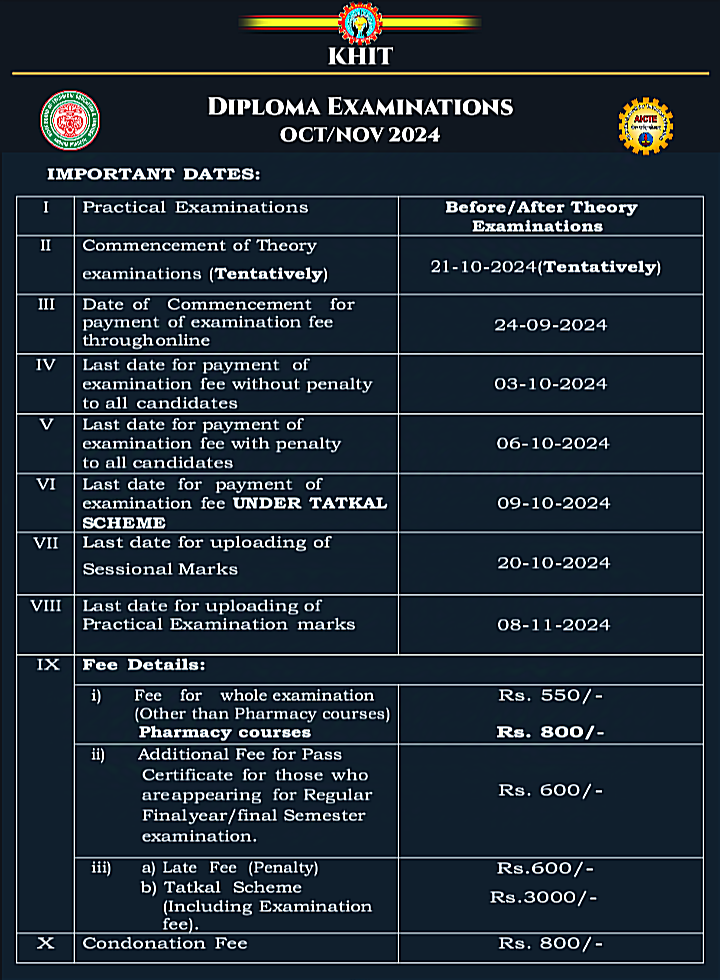 KHIT
DIPLOMA EXAMINATIONS
OCT/NOV 2024
AICTE
IMPORTANT DATES:
I Practical Examinations Before/After Theory
Examinations
II Commencement of Theory
examinations (Tentatively) 21-10-2024(Tentatively)
III Date of Commencement for
payment of examination fee
throughonline 24-09-2024
IV Last date for payment of
examination fee without penalty
to all candidates 03-10-2024
V Last date for payment of
examination fee with penalty
to all candidates 06-10-2024
VI Last date for payment of
examination fee UNDER TATKAL
SCHEME 09-10-2024
VII Last date for uploading of
Sessional Marks 20-10-2024
VIII Last date for uploading of
Practical Examination marks 08-11-2024
IX Fee Details:
i) Fee for whole examination Rs. 550/-
(Other than Pharmacy courses)
Pharmacy courses Rs. 800/-
ii) Additional Fee for Pass
Certificate for those who
areappearing for Regular Rs. 600/-
Finalyear/final Semester
examination.
iii) a) Late Fee (Penalty) Rs.600/-
b) Tatkal Scheme Rs.3000/-
(Including Examination
fee).
X Condonation Fee Rs. 800/-